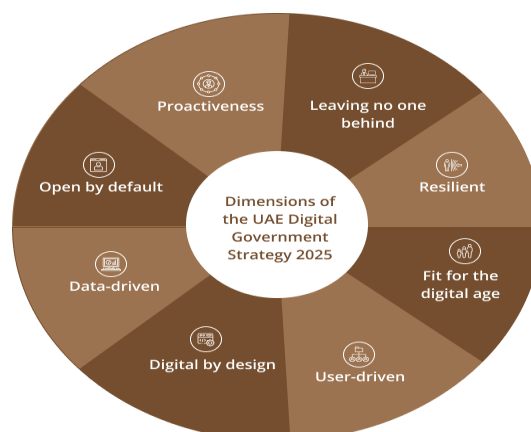 Dimensions of
the UAE Digital
Government
Strategy 2025
Leaving no one
behind
Resilient
Fit for the
digital age
User-driven
Digital by design
Data-driven
Open by default
Proactiveness